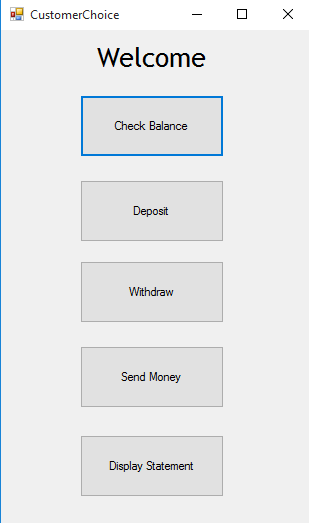 CustomerChoice
Welcome
Check Balance
Deposit
Withdraw
Send Money
Display Statement